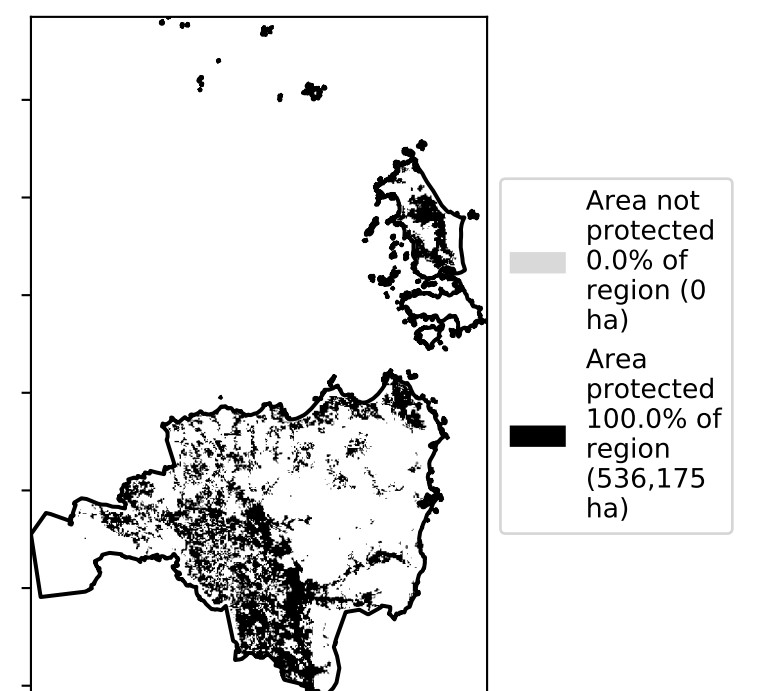 Area not
protected
0.0% of
region (0
ha)
Area
protected
100.0% of
region
(536,175
ha)